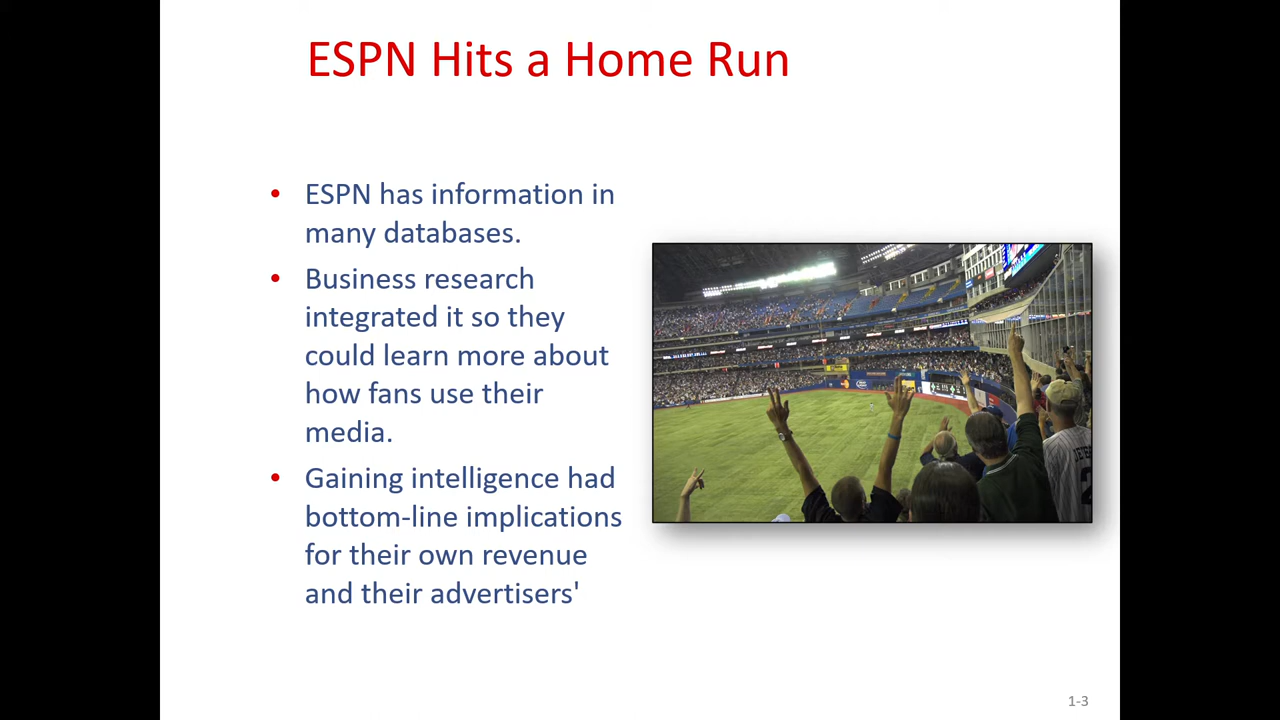 ESPN Hits a Home Run
• ESPN has information in
many databases.
• Business research
integrated it so they
could learn more about
how fans use their
media.
• Gaining intelligence had
bottom-line implications
for their own revenue
and their advertisers'
1-3